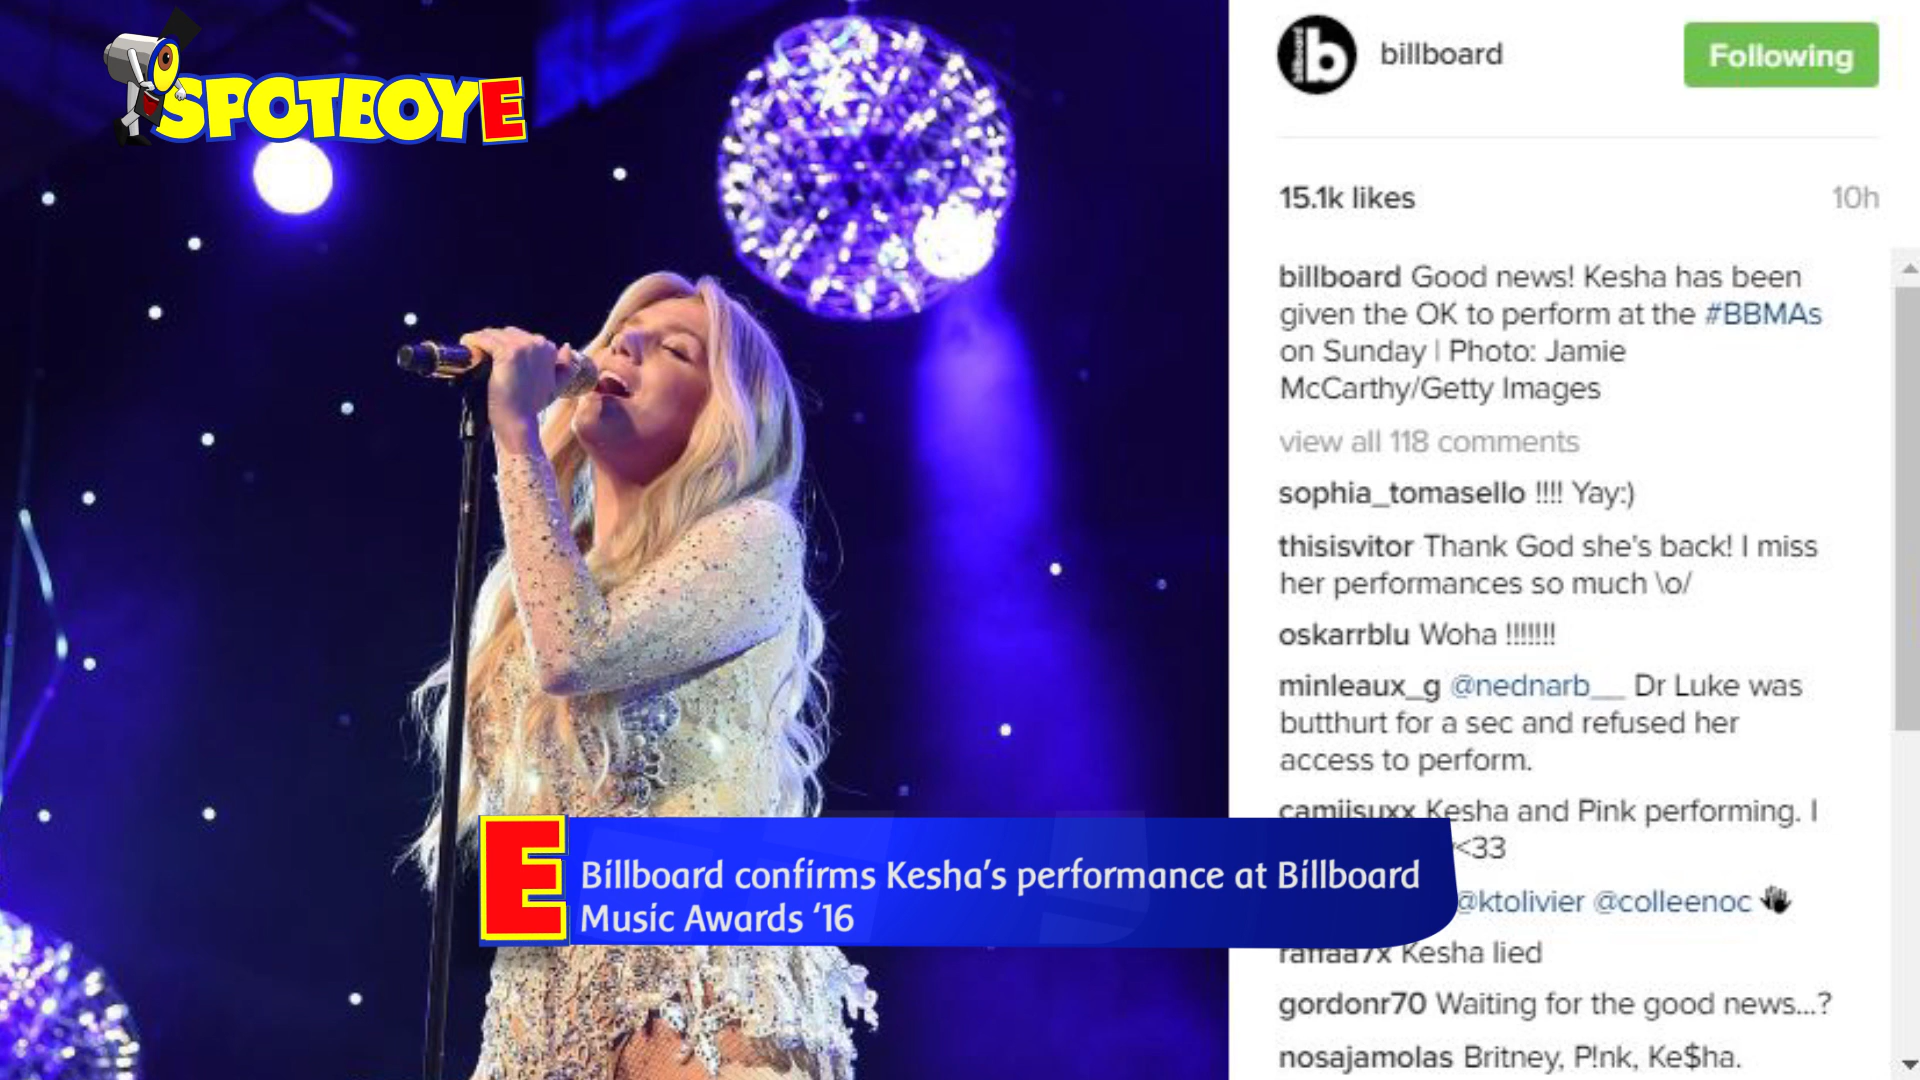 SPOTBOYE
billboard
Following
15.1k likes
10h
billboard Good news! Kesha has been
given the OK to perform at the #BBMAs
on Sunday | Photo: Jamie
McCarthy/Getty Images
view all 118 comments
sophia_tomasello !!!! Yay:)
thisisvitor Thank God she's back! I miss
her performances so much \o/
oskarrblu Woha !!!!!!!
minleaux_g @nednarb__ Dr Luke was
butthurt for a sec and refused her
access to perform.
camiisuxx Kesha and Pink performing. I
<33
@ktolivier @colleenoc
raffaa7x Kesha lied
gordonr70 Waiting for the good news...?
nosajamolas Britney, P!nk, Ke$ha.
E
Billboard confirms Kesha's performance at Billboard
Music Awards '16